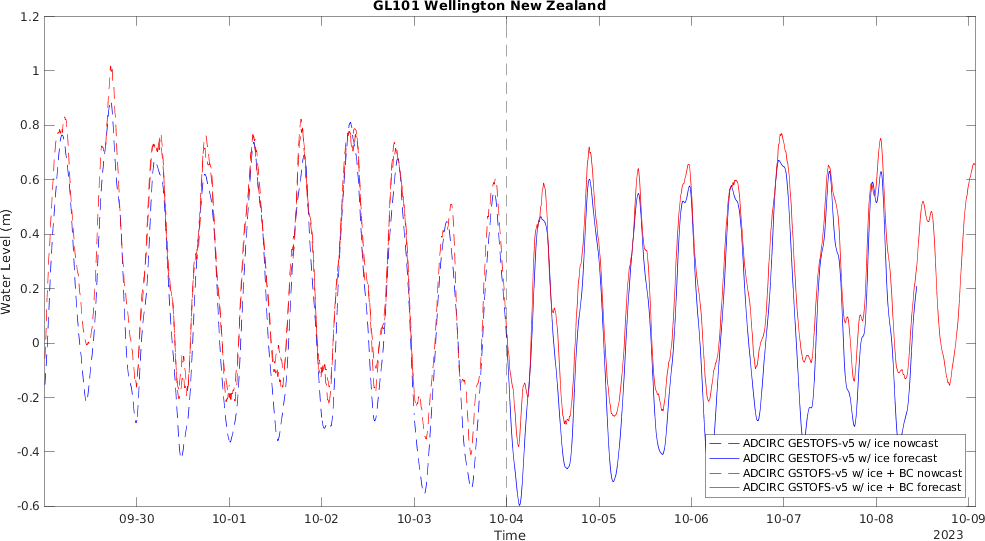 GL101 Wellington New Zealand
1.2
1
0.8
0.6
0.4
0.2
0
-0.2
-0.4
-0.6
Water Level (m)
09-30 10-01 10-02 10-03 10-04 10-05 10-06 10-07 10-08 10-09
Time
2023
ADCIRC GESTOFS-v5 w/ ice nowcast
ADCIRC GESTOFS-v5 w/ ice forecast
ADCIRC GSTOFS-v5 w/ ice + BC nowcast
ADCIRC GSTOFS-v5 w/ ice + BC forecast